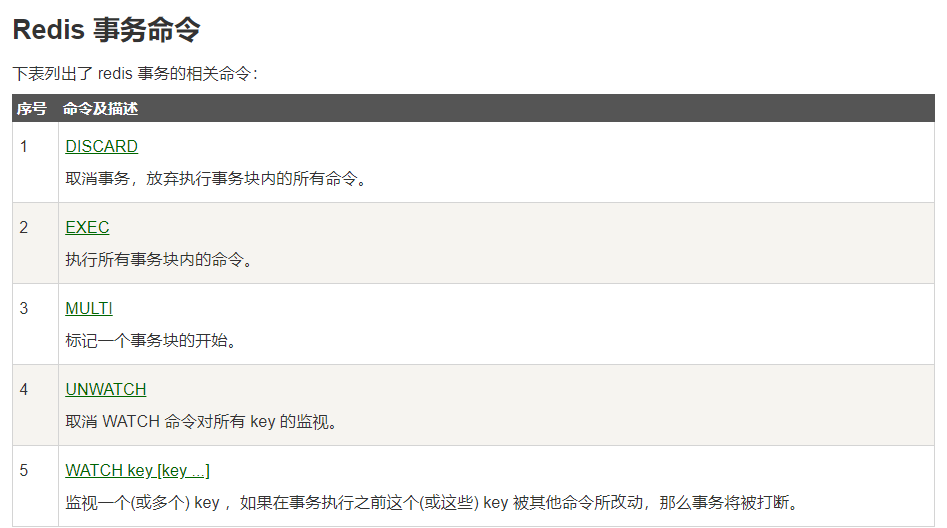 Redis 事务命令
下表列出了 redis 事务的相关命令：
序号 命令及描述
1 DISCARD
取消事务，放弃执行事务块内的所有命令。
2 EXEC
执行所有事务块内的命令。
3 MULTI
标记一个事务块的开始。
4 UNWATCH
取消 WATCH 命令对所有 key 的监视。
5 WATCH key [key ...]
监视一个(或多个) key ，如果在事务执行之前这个(或这些) key 被其他命令所改动，那么事务将被打断。